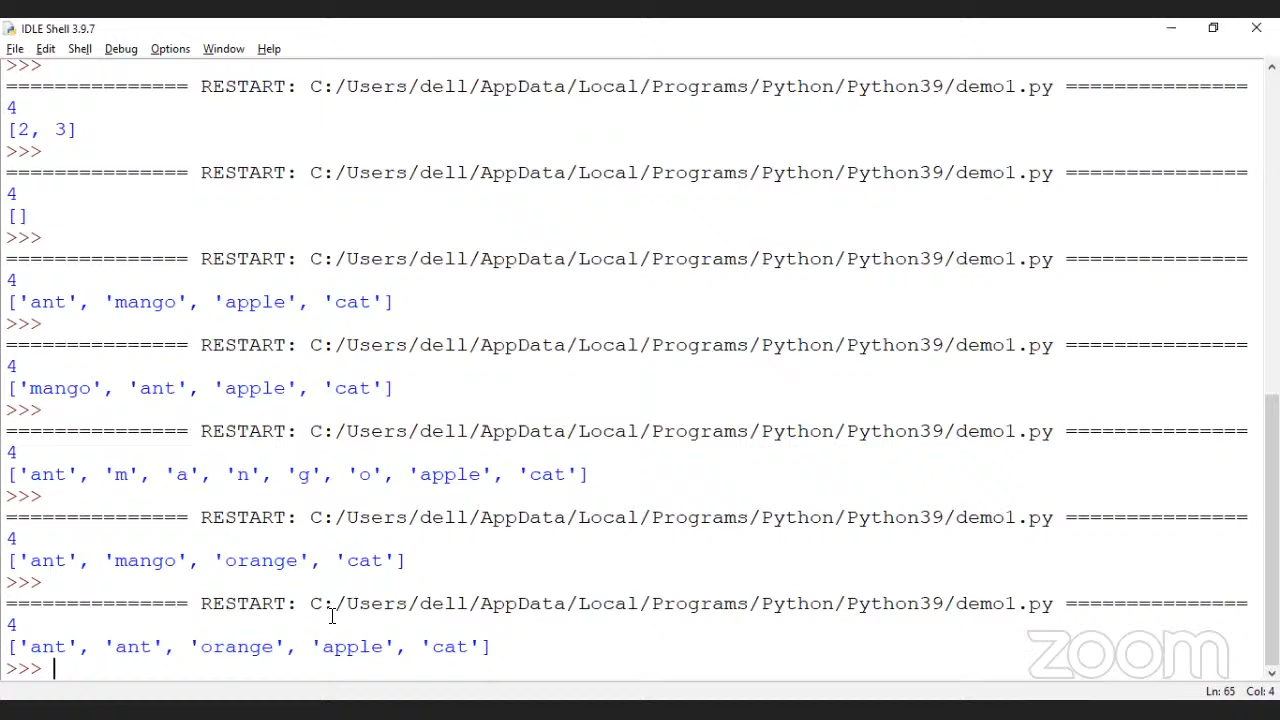 IDLE Shell 3.9.7
File Edit Shell Debug Options Window Help
>>>
=============== RESTART: C:/Users/dell/AppData/Local/Programs/Python/Python39/demo1.py ===============
4
[2, 3]
>>>
=============== RESTART: C:/Users/dell/AppData/Local/Programs/Python/Python39/demo1.py ===============
4
[]
>>>
=============== RESTART: C:/Users/dell/AppData/Local/Programs/Python/Python39/demo1.py ===============
4
['ant', 'mango', 'apple', 'cat']
>>>
=============== RESTART: C:/Users/dell/AppData/Local/Programs/Python/Python39/demo1.py ===============
4
['mango', 'ant', 'apple', 'cat']
>>>
=============== RESTART: C:/Users/dell/AppData/Local/Programs/Python/Python39/demo1.py ===============
4
['ant', 'm', 'a', 'n', 'g', 'o', 'apple', 'cat']
>>>
=============== RESTART: C:/Users/dell/AppData/Local/Programs/Python/Python39/demo1.py ===============
4
['ant', 'mango', 'orange', 'cat']
>>>
=============== RESTART: C:/Users/dell/AppData/Local/Programs/Python/Python39/demo1.py ===============
4
['ant', 'ant', 'orange', 'apple', 'cat']
>>>
zoom
Ln: 65 Col: 4